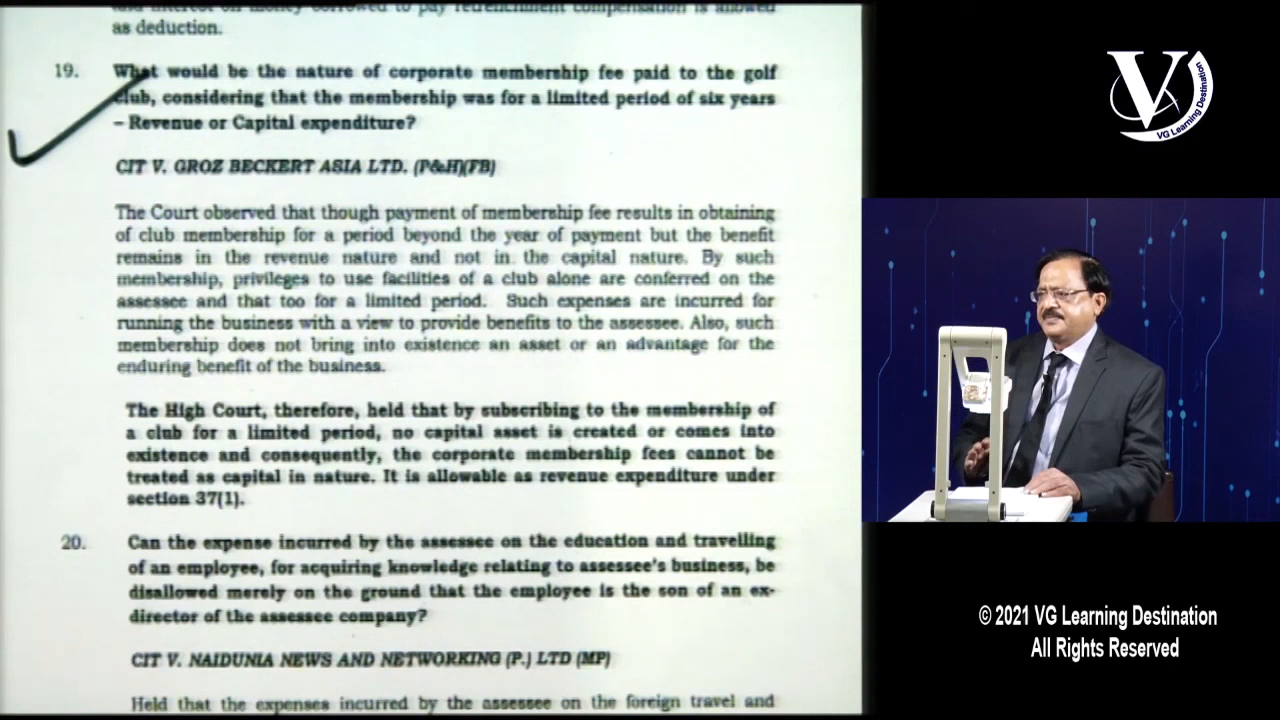 and interest on money borrowed to pay retrenchment compensation is allowed
as deduction.
19. What would be the nature of corporate membership fee paid to the golf
club, considering that the membership was for a limited period of six years
– Revenue or Capital expenditure?
CIT V. GROZ BECKERT ASIA LTD. (P&H)(FB)
The Court observed that though payment of membership fee results in obtaining
of club membership for a period beyond the year of payment but the benefit
remains in the revenue nature and not in the capital nature. By such
membership, privileges to use facilities of a club alone are conferred on the
assessee and that too for a limited period. Such expenses are incurred for
running the business with a view to provide benefits to the assessee. Also, such
membership does not bring into existence an asset or an advantage for the
enduring benefit of the business.
The High Court, therefore, held that by subscribing to the membership of
a club for a limited period, no capital asset is created or comes into
existence and consequently, the corporate membership fees cannot be
treated as capital in nature. It is allowable as revenue expenditure under
section 37(1).
20. Can the expense incurred by the assessee on the education and travelling
of an employee, for acquiring knowledge relating to assessee's business, be
disallowed merely on the ground that the employee is the son of an ex-
director of the assessee company?
CIT V. NAIDUNIA NEWS AND NETWORKING (P.) LTD (MP)
Held that the expenses incurred by the assessee on the foreign travel and
V
VG Learning Destination
© 2021 VG Learning Destination
All Rights Reserved